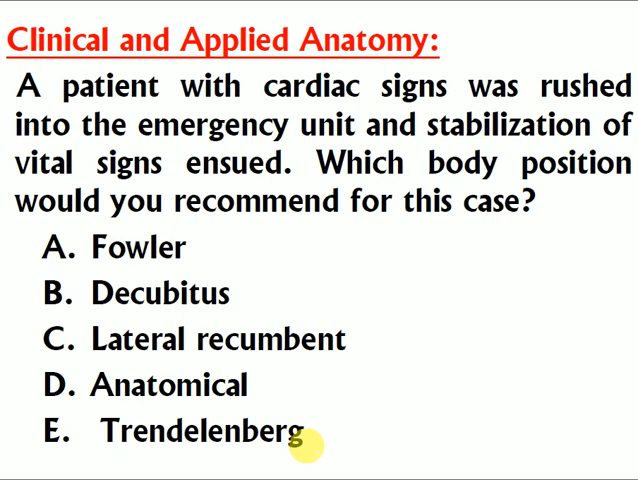 Clinical and Applied Anatomy:
A patient with cardiac signs was rushed
into the emergency unit and stabilization of
vital signs ensued. Which body position
would you recommend for this case?
A. Fowler
B. Decubitus
C. Lateral recumbent
D. Anatomical
E. Trendelenberg